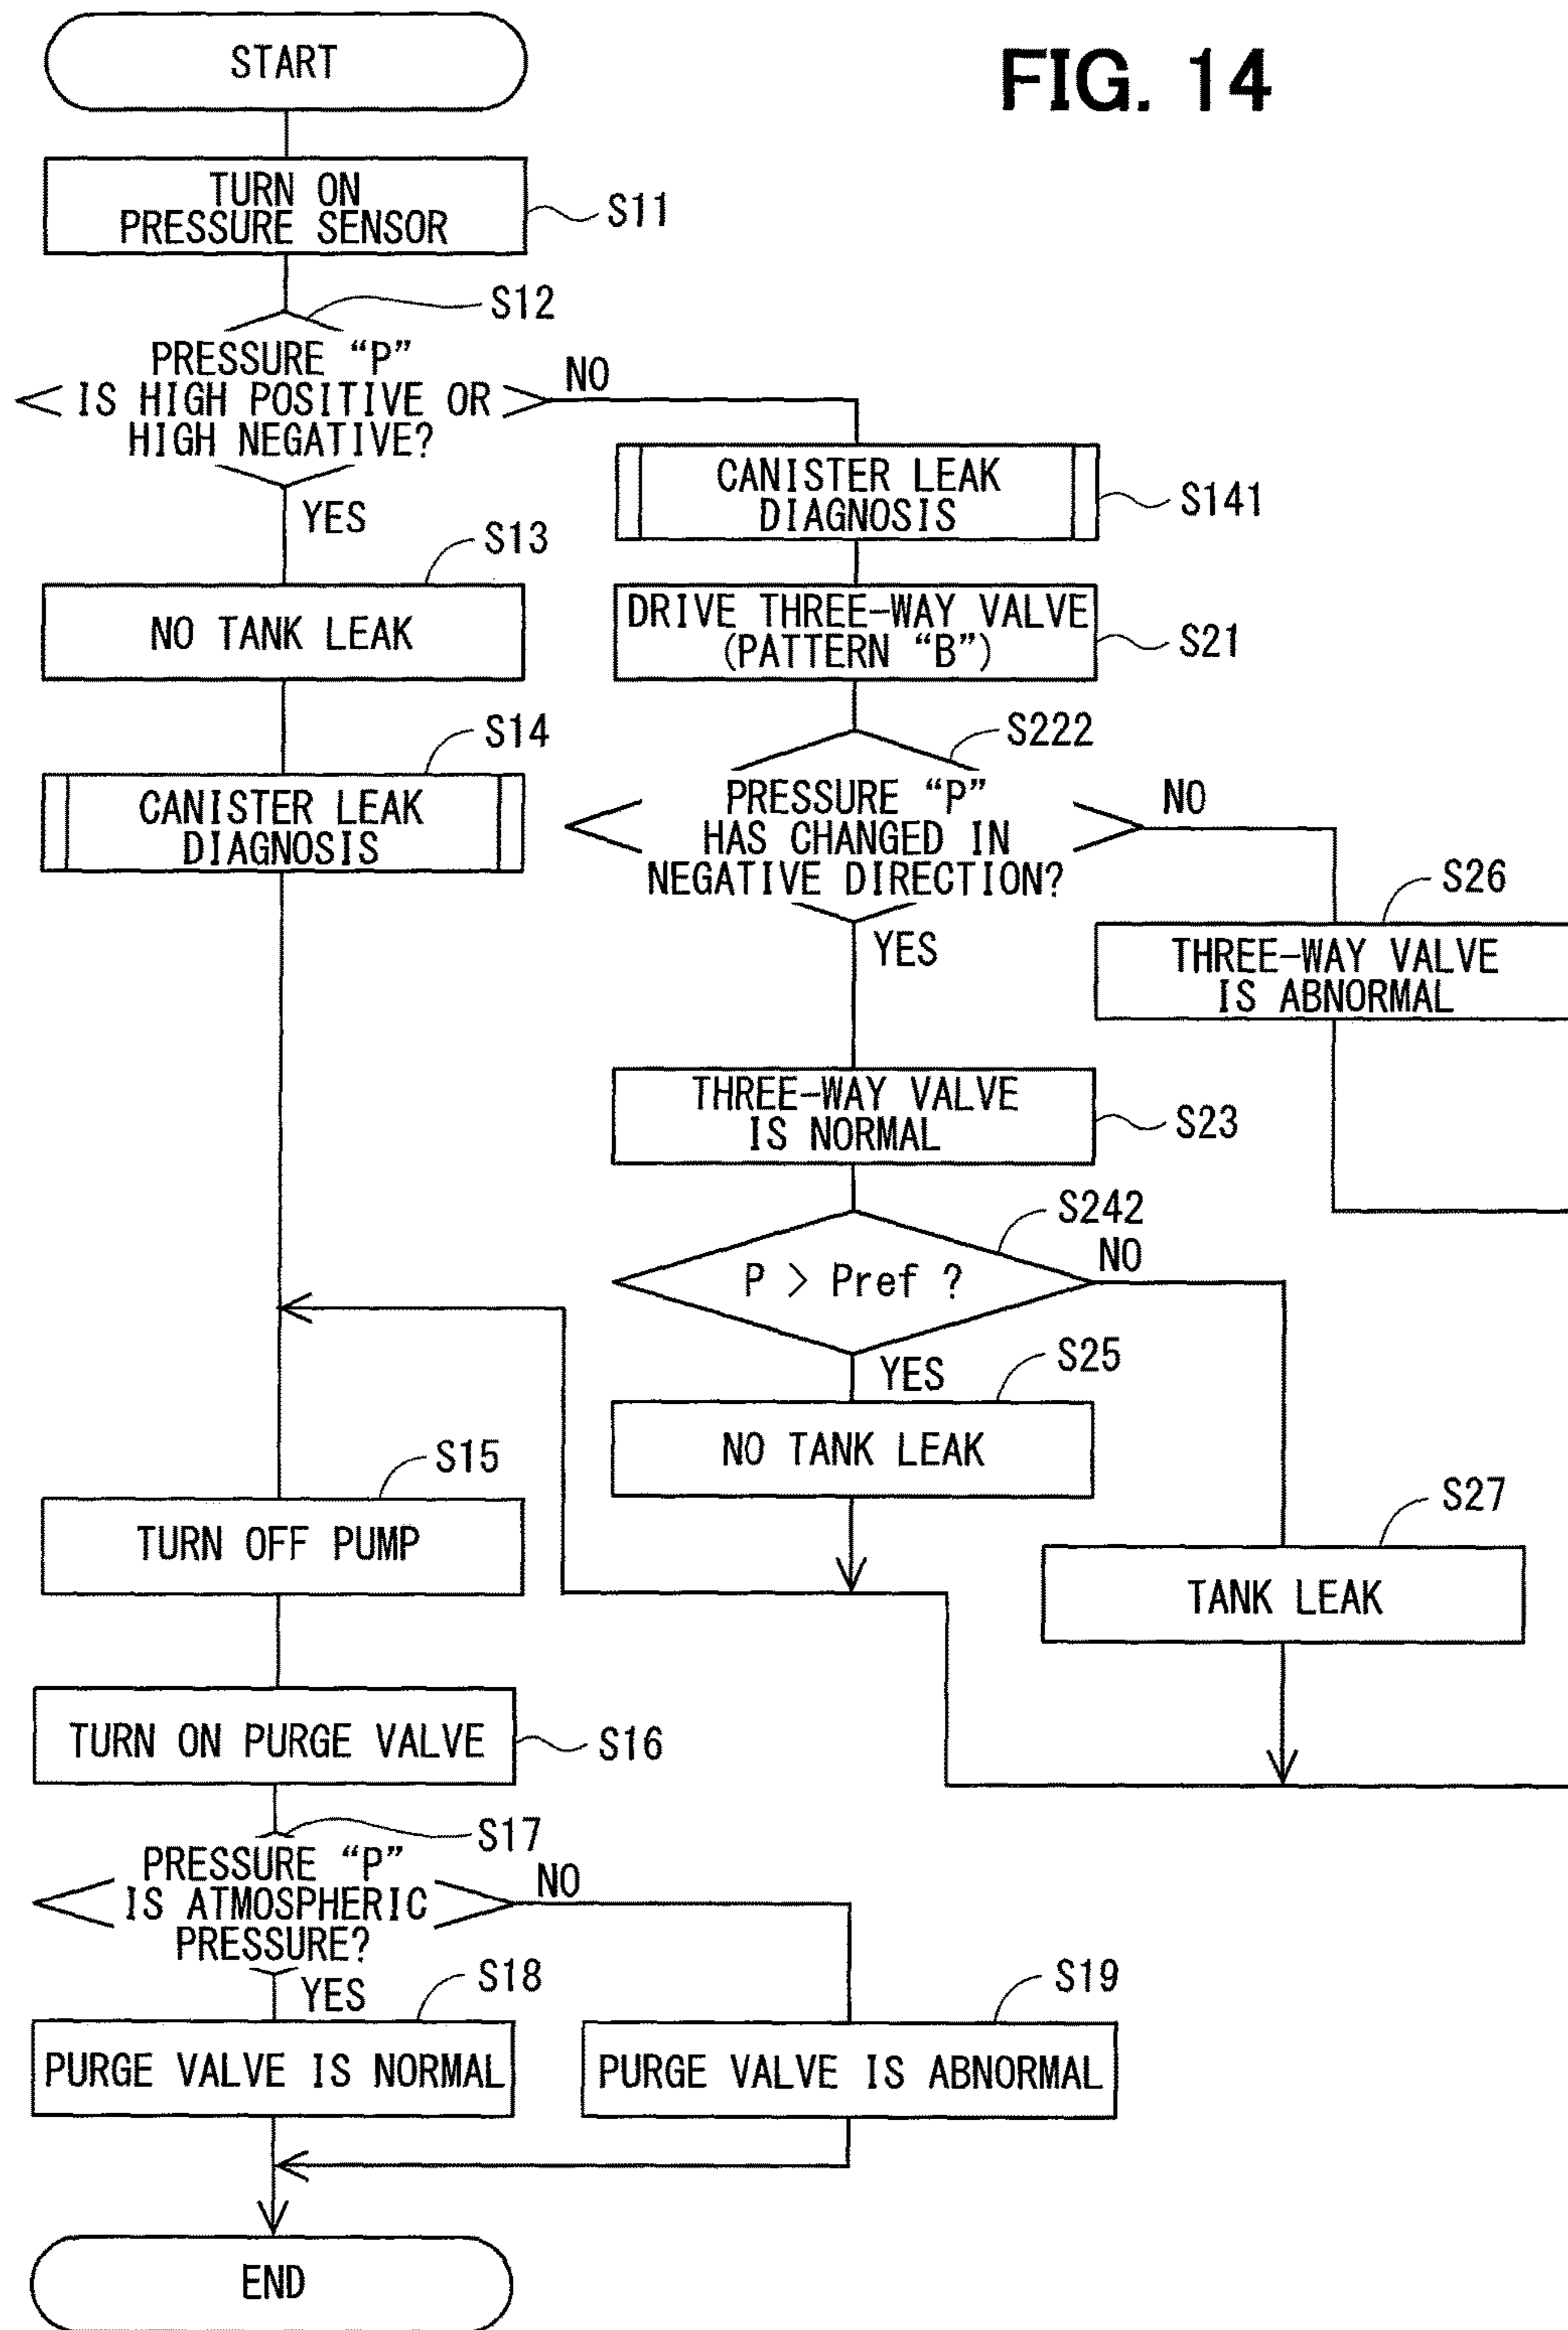 FIG. 14
START
TURN ON
PRESSURE SENSOR
S11
S12
PRESSURE “P”
IS HIGH POSITIVE OR
HIGH NEGATIVE?
NO
YES
S13
NO TANK LEAK
S14
CANISTER LEAK
DIAGNOSIS
CANISTER LEAK
DIAGNOSIS
S141
DRIVE THREE-WAY VALVE
(PATTERN “B”)
S21
S222
PRESSURE “P”
HAS CHANGED IN
NEGATIVE DIRECTION?
NO
YES
S26
THREE-WAY VALVE
IS ABNORMAL
THREE-WAY VALVE
IS NORMAL
S23
S242
P > Pref ?
NO
YES
S25
NO TANK LEAK
S27
TANK LEAK
S15
TURN OFF PUMP
TURN ON PURGE VALVE
S16
S17
PRESSURE “P”
IS ATMOSPHERIC
PRESSURE?
NO
YES
S18
PURGE VALVE IS NORMAL
S19
PURGE VALVE IS ABNORMAL
END